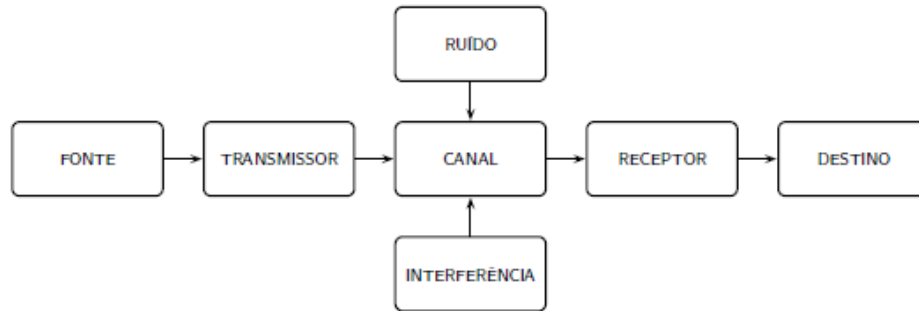 RUÍDO
FONTE
TRANSMISSOR
CANAL
RECEPTOR
DESTINO
INTERFERÊNCIA